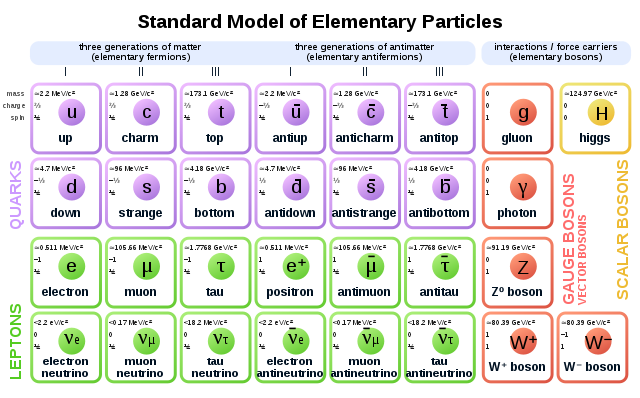 Standard Model of Elementary Particles
three generations of matter
(elementary fermions)
three generations of antimatter
(elementary antifermions)
interactions / force carriers
(elementary bosons)
I II III I II III
mass ≃2.2 MeV/c² ≃1.28 GeV/c² ≃173.1 GeV/c² ≃2.2 MeV/c² ≃1.28 GeV/c² ≃173.1 GeV/c² 0 ≃124.97 GeV/c²
charge ⅔ ⅔ ⅔ −⅔ −⅔ −⅔ 0 0
spin ½ ½ ½ ½ ½ ½ 1 0
u c t ū c̄ t̄ g H
up charm top antiup anticharm antitop gluon higgs
QUARKS
≃4.7 MeV/c² ≃96 MeV/c² ≃4.18 GeV/c² ≃4.7 MeV/c² ≃96 MeV/c² ≃4.18 GeV/c² 0
−⅓ −⅓ −⅓ ⅓ ⅓ ⅓ 0
½ ½ ½ ½ ½ ½ 1
d s b d̄ s̄ b̄ γ
down strange bottom antidown antistrange antibottom photon
≃0.511 MeV/c² ≃105.66 MeV/c² ≃1.7768 GeV/c² ≃0.511 MeV/c² ≃105.66 MeV/c² ≃1.7768 GeV/c² ≃91.19 GeV/c²
−1 −1 −1 1 1 1 0
½ ½ ½ ½ ½ ½ 1
e μ τ e⁺ μ̄ τ̄ Z
electron muon tau positron antimuon antitau Z⁰ boson
GAUGE BOSONS
VECTOR BOSONS
SCALAR BOSONS
LEPTONS
<2.2 eV/c² <0.17 MeV/c² <18.2 MeV/c² <2.2 eV/c² <0.17 MeV/c² <18.2 MeV/c² ≃80.39 GeV/c² ≃80.39 GeV/c²
0 0 0 0 0 0 1 −1
½ ½ ½ ½ ½ ½ 1 1
νe νμ ντ ν̄e ν̄μ ν̄τ W⁺ W⁻
electron neutrino muon neutrino tau neutrino electron antineutrino muon antineutrino tau antineutrino W⁺ boson W⁻ boson